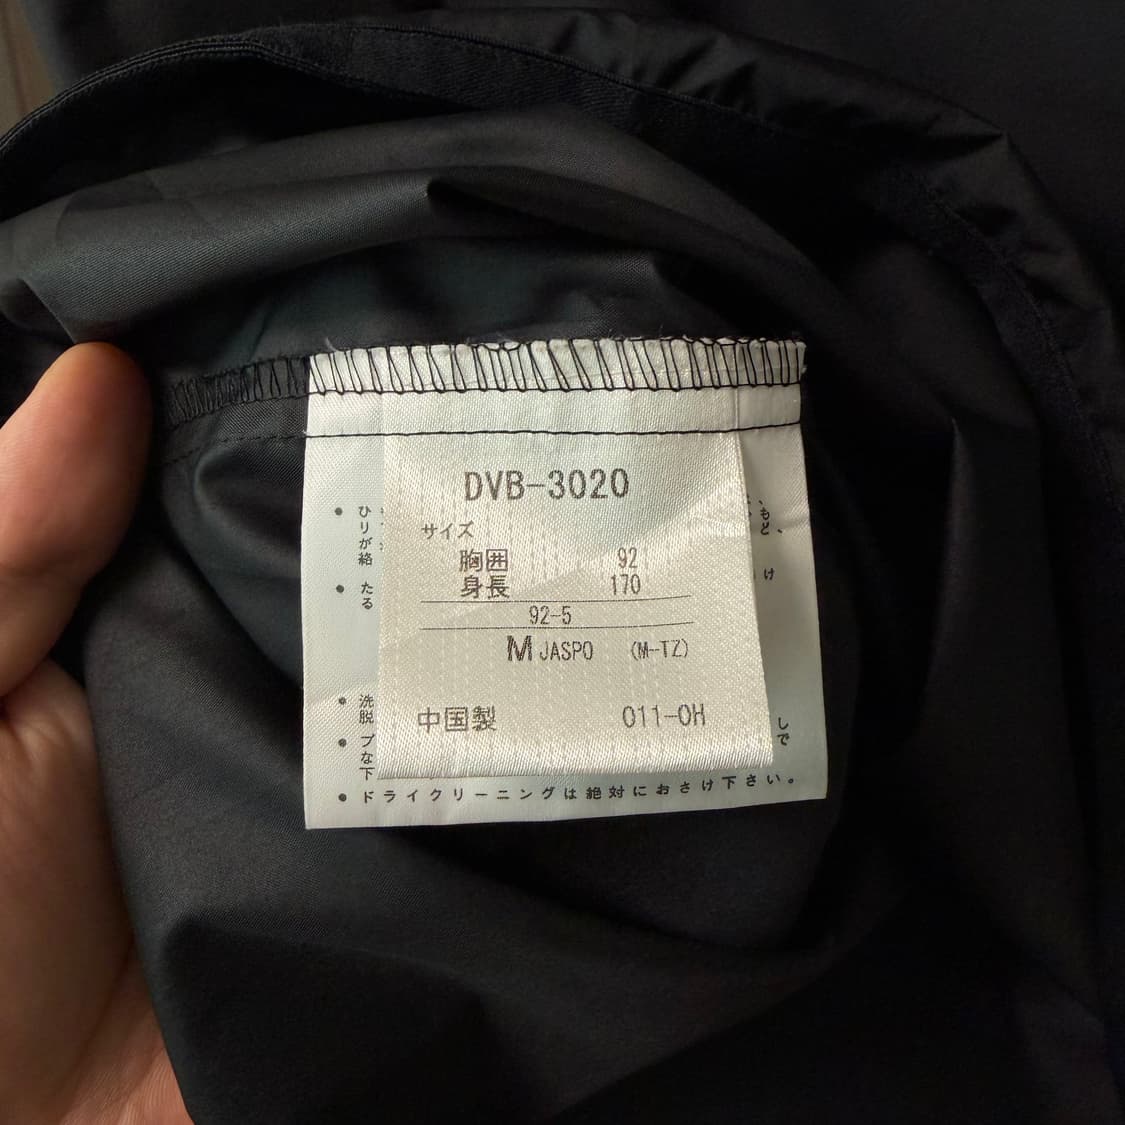 DVB-3020
サイズ
胸囲 92
身長 170
92-5
M JASPO (M-TZ)
中国製 011-0H
● ひりが絡
● たる
● 洗脱
● プな下
● ドライクリーニングは絶対におさけ下さい。
、もど、
け
しで